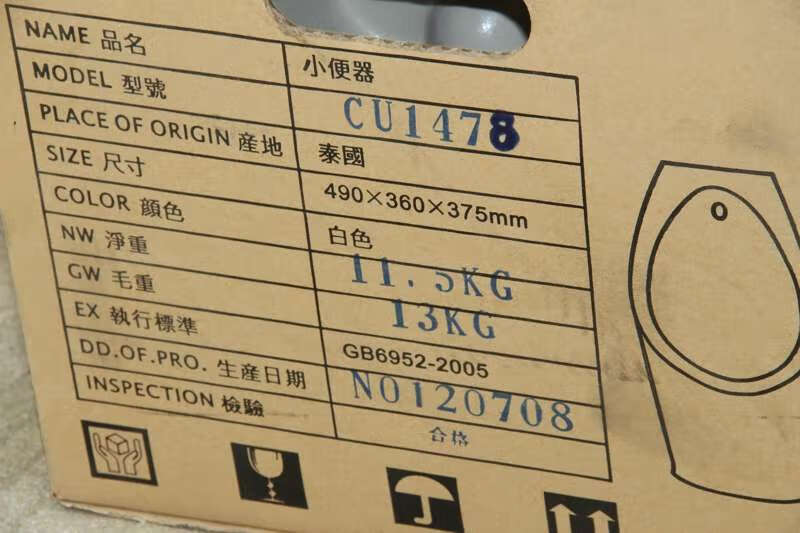 NAME 品名 小便器
MODEL 型號 CU1478
PLACE OF ORIGIN 産地 泰國
SIZE 尺寸 490×360×375mm
COLOR 顔色 白色
NW 淨重 11.5KG
GW 毛重 13KG
EX 執行標準 GB6952-2005
DD.OF.PRO. 生産日期 NO120708
INSPECTION 檢驗 合格